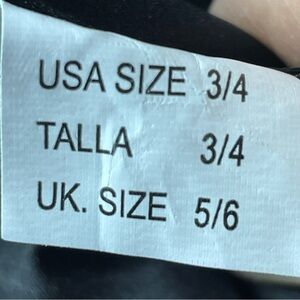 USA SIZE 3/4
TALLA 3/4
UK. SIZE 5/6